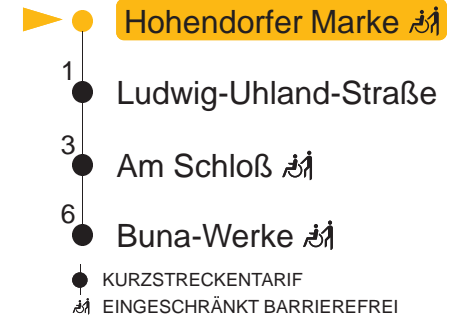 Hohendorfer Marke
1
Ludwig-Uhland-Straße
3
Am Schloß
6
Buna-Werke
KURZSTRECKENTARIF
EINGESCHRÄNKT BARRIEREFREI